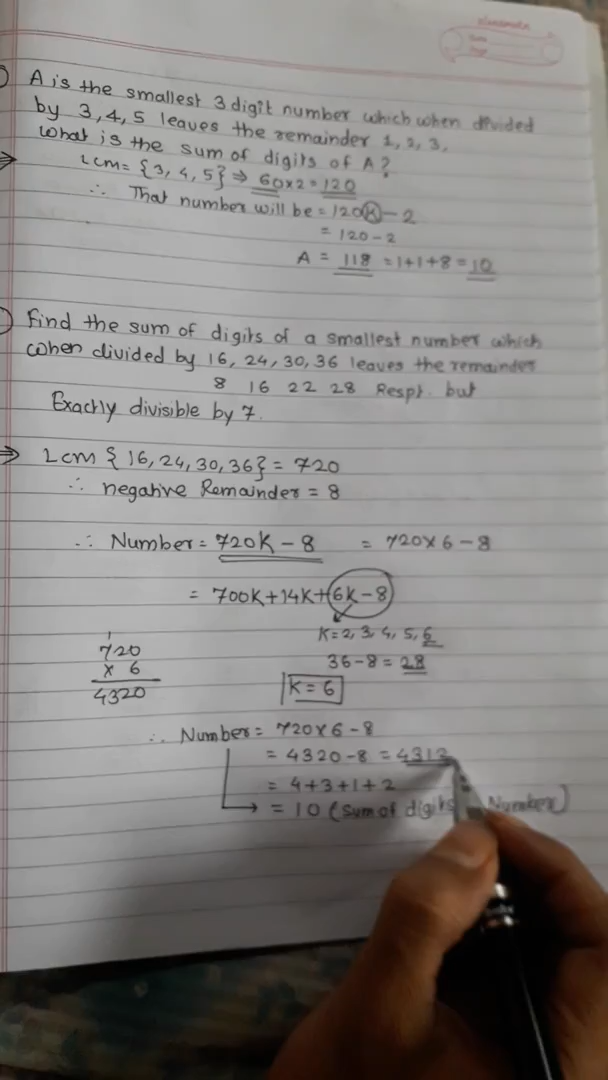 classmate
Date
Page
A is the smallest 3 digit number which when divided
by 3, 4, 5 leaves the remainder 1, 2, 3,
what is the sum of digits of A?
⇒ Lcm = {3, 4, 5} ⇒ 60×2 = 120
∴ That number will be = 120K - 2
= 120 - 2
A = 118 = 1+1+8 = 10
Find the sum of digits of a smallest number which
when divided by 16, 24, 30, 36 leaves the remainder
8 16 22 28 Respt. but
Exactly divisible by 7.
⇒ Lcm {16, 24, 30, 36} = 720
∴ negative Remainder = 8
∴ Number = 720K - 8 = 720×6 - 8
= 700K + 14K + 6K - 8
K = 2, 3, 4, 5, 6
36 - 8 = 28
K = 6
1
720
× 6
4320
∴ Number = 720×6 - 8
= 4320 - 8 = 4312
= 4+3+1+2
= 10 (Sum of digits Number)